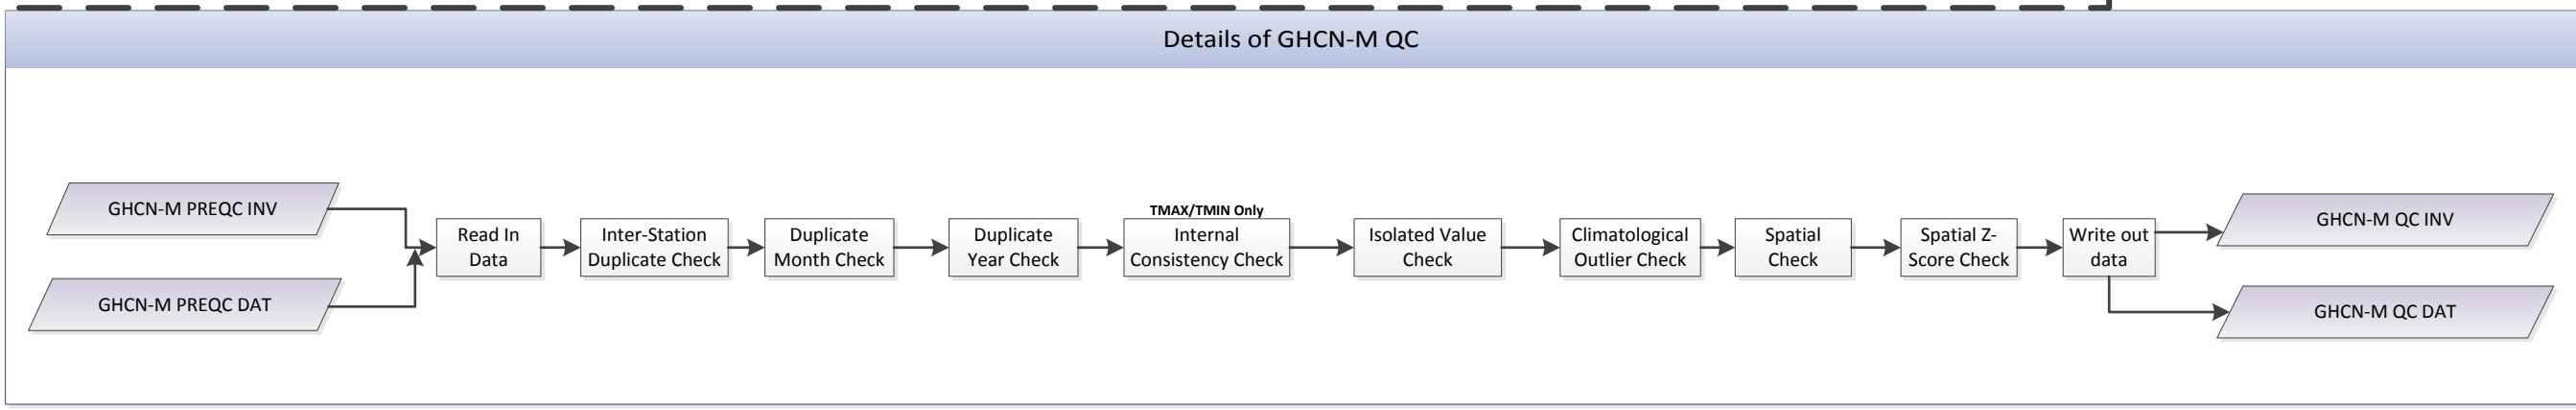 Details of GHCN-M QC
GHCN-M PREQC INV
GHCN-M PREQC DAT
Read In
Data
Inter-Station
Duplicate Check
Duplicate
Month Check
Duplicate
Year Check
TMAX/TMIN Only
Internal
Consistency Check
Isolated Value
Check
Climatological
Outlier Check
Spatial
Check
Spatial Z-
Score Check
Write out
data
GHCN-M QC INV
GHCN-M QC DAT